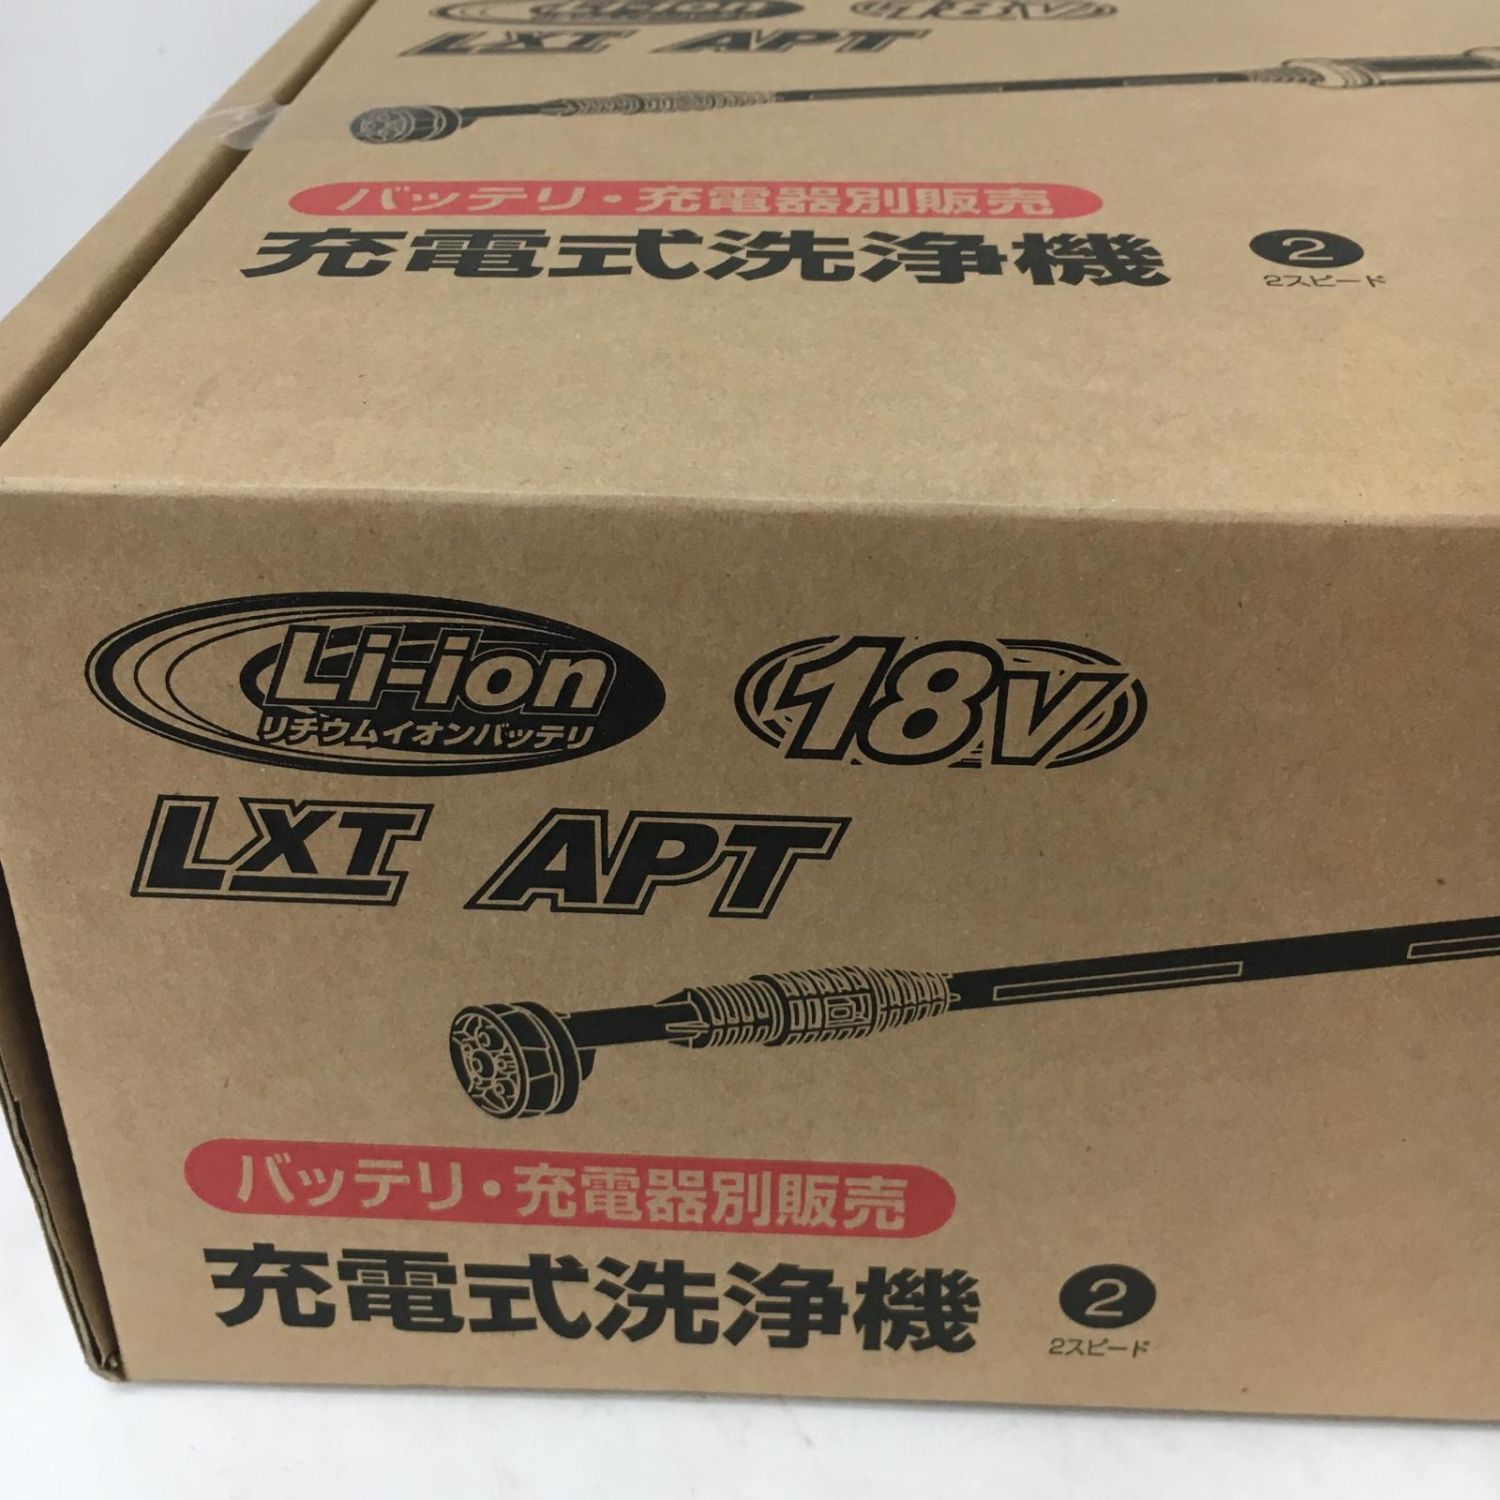 Li-ion 18V
LXT APT
バッテリ・充電器別販売
充電式洗浄機 2
2スピード
Li-ion 18V
リチウムイオンバッテリ
LXT APT
バッテリ・充電器別販売
充電式洗浄機 2
2スピード